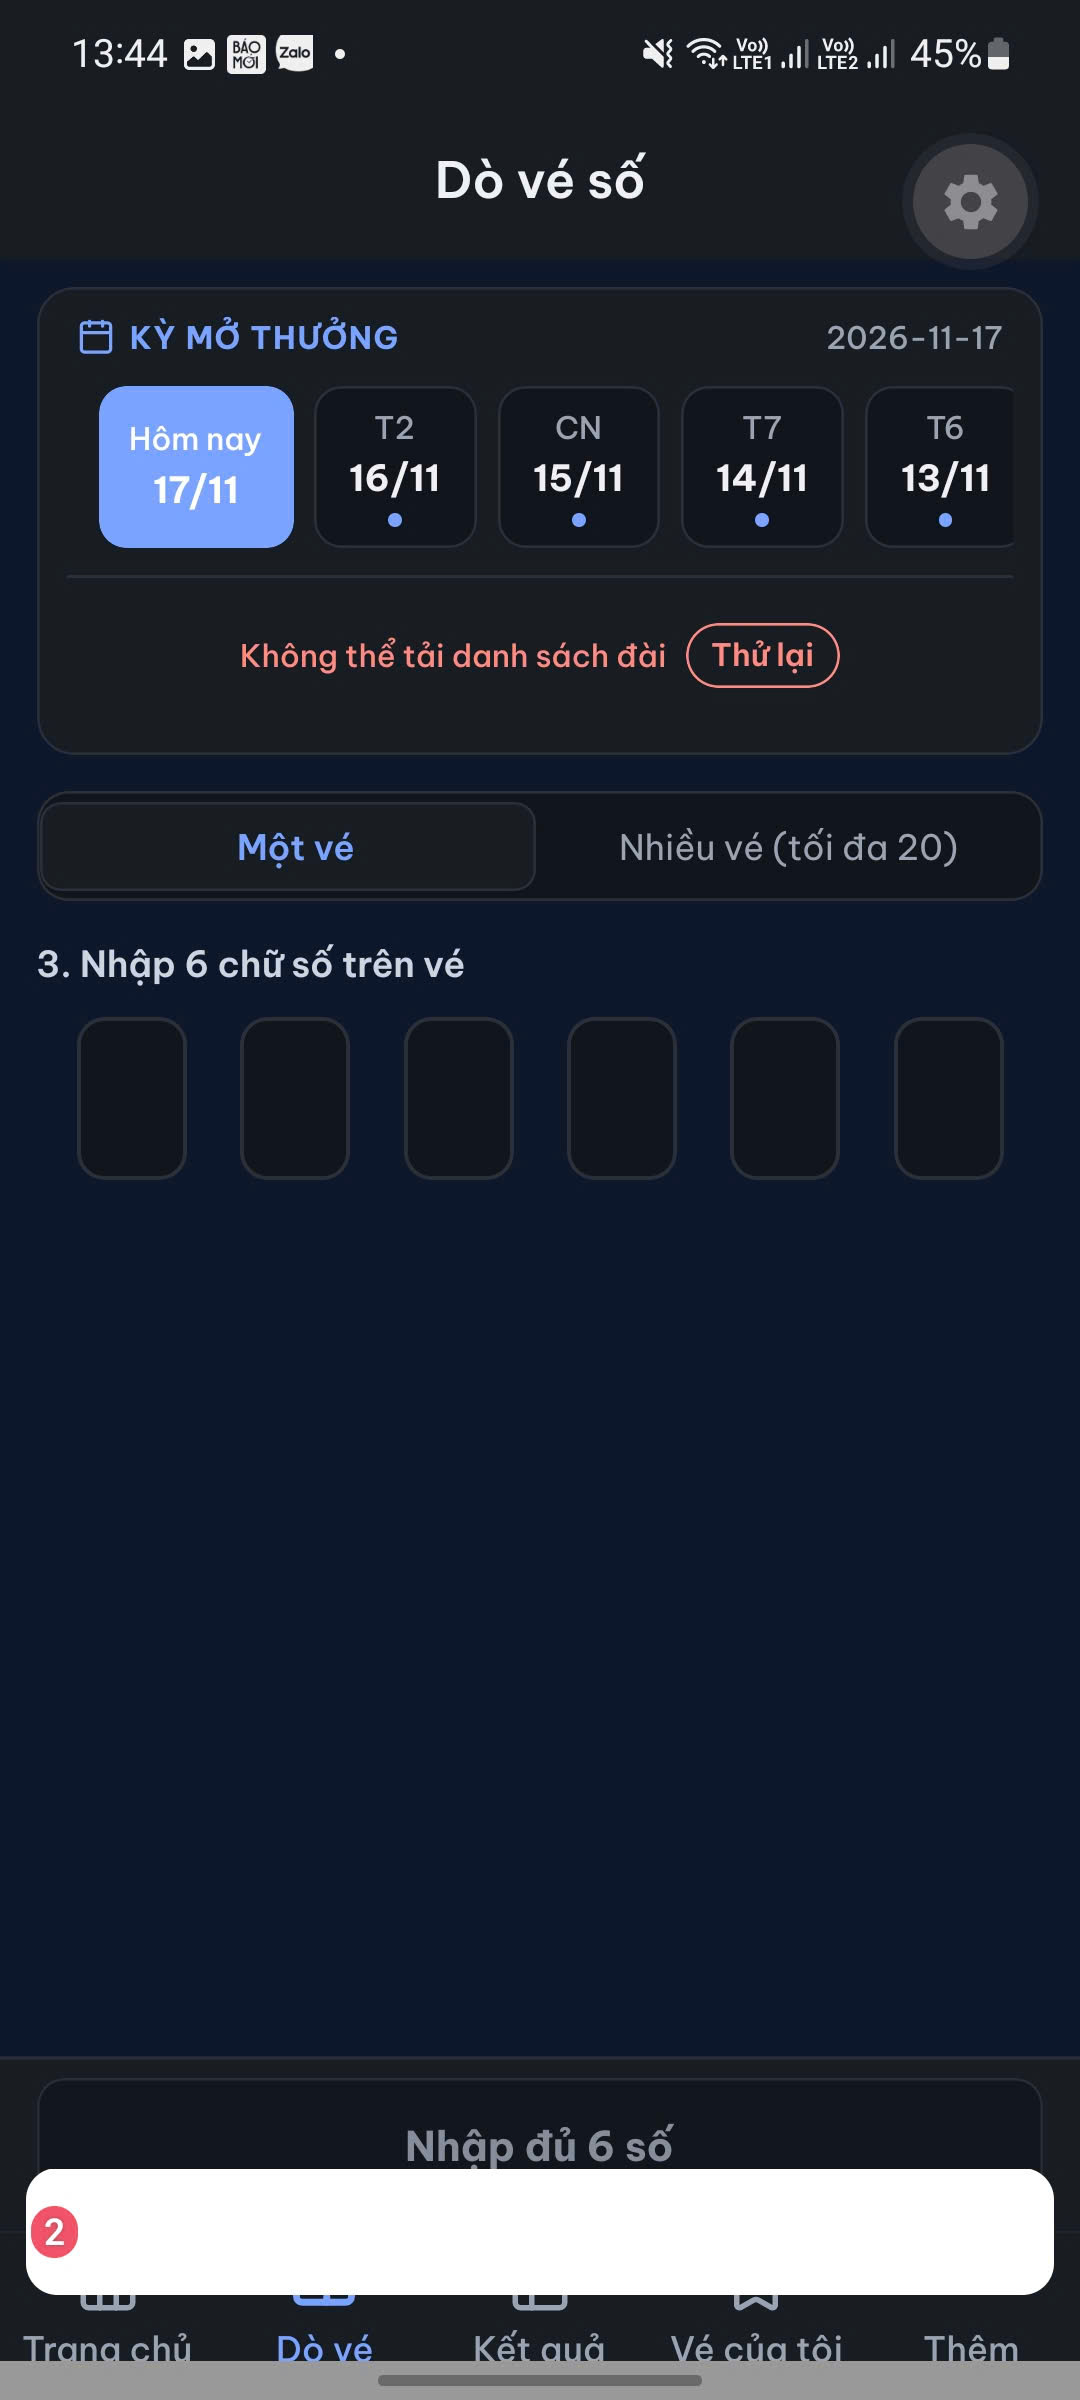 13:44 BÁO MỚI Zalo Vo)) LTE1 Vo)) LTE2 45%
Dò vé số
KỲ MỞ THƯỞNG 2026-11-17
Hôm nay T2 CN T7 T6
17/11 16/11 15/11 14/11 13/11
Không thể tải danh sách đài Thử lại
Một vé Nhiều vé (tối đa 20)
3. Nhập 6 chữ số trên vé
Nhập đủ 6 số
2
Trang chủ Dò vé Kết quả Vé của tôi Thêm